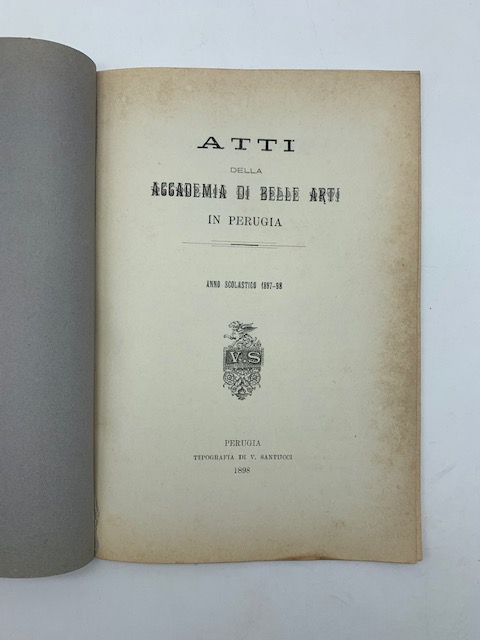 ATTI
DELLA
ACCADEMIA DI BELLE ARTI
IN PERUGIA
ANNO SCOLASTICO 1897-98
V.S
PERUGIA
TIPOGRAFIA DI V. SANTUCCI
1898